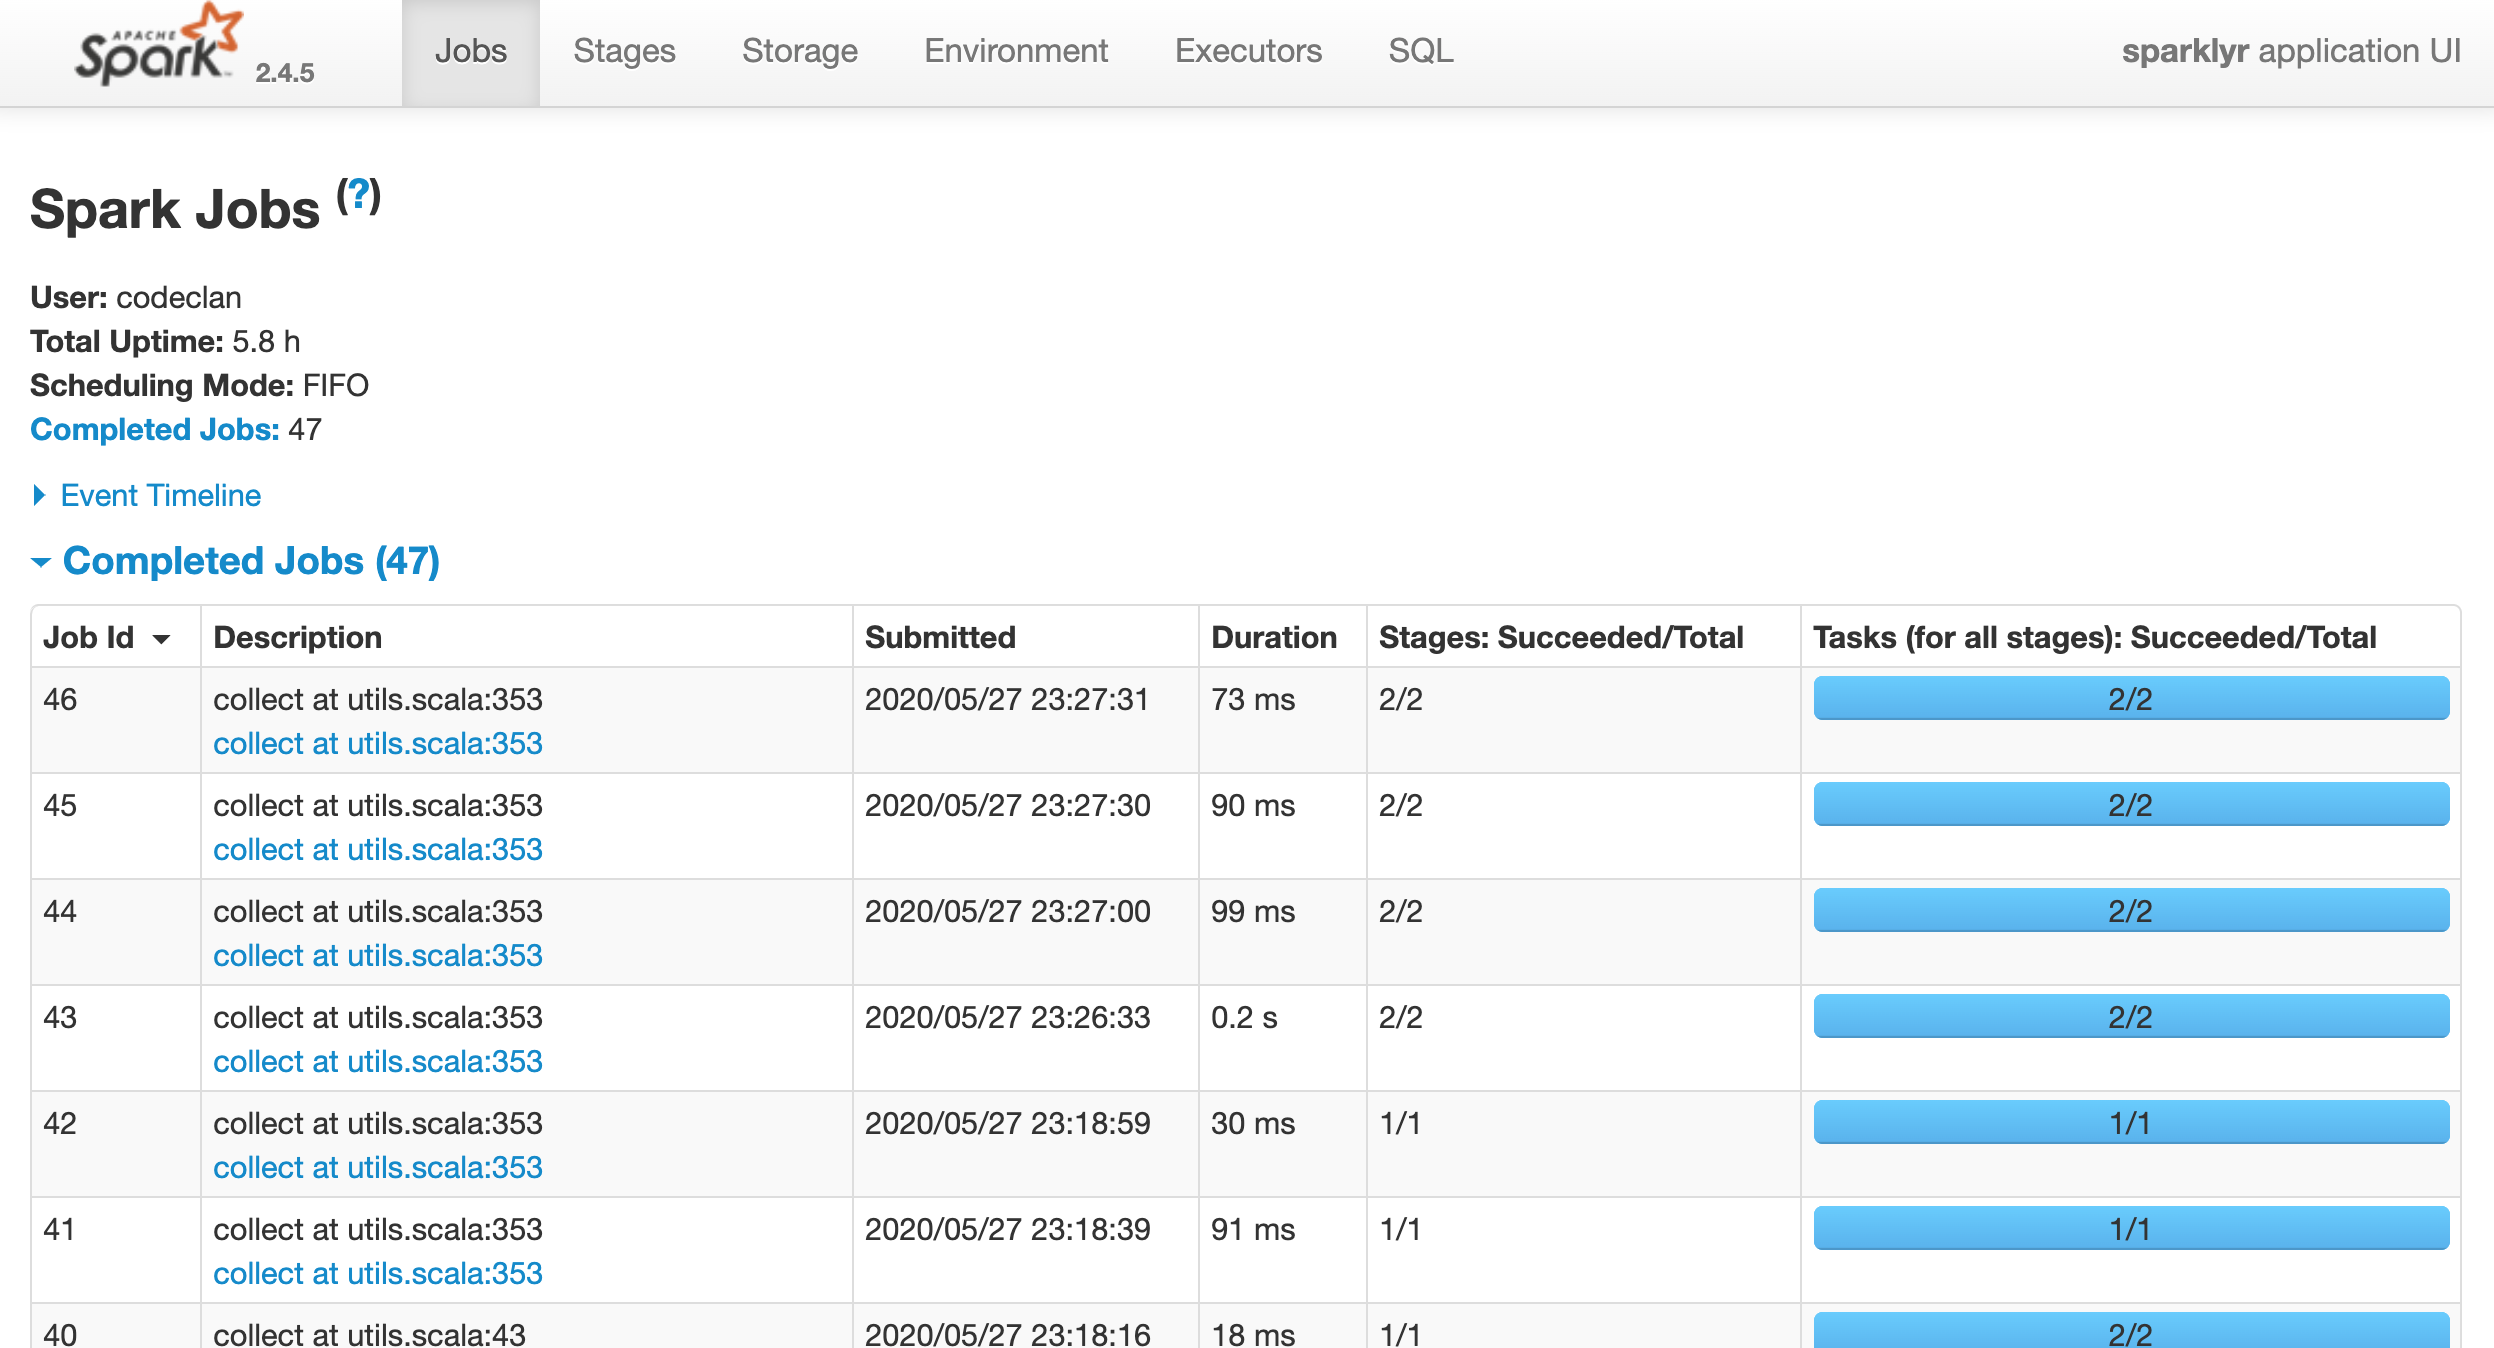 APACHE
Spark™ 2.4.5 Jobs Stages Storage Environment Executors SQL sparklyr application UI
Spark Jobs (?)
User: codeclan
Total Uptime: 5.8 h
Scheduling Mode: FIFO
Completed Jobs: 47
Event Timeline
Completed Jobs (47)
Job Id Description Submitted Duration Stages: Succeeded/Total Tasks (for all stages): Succeeded/Total
46 collect at utils.scala:353 2020/05/27 23:27:31 73 ms 2/2 2/2
collect at utils.scala:353
45 collect at utils.scala:353 2020/05/27 23:27:30 90 ms 2/2 2/2
collect at utils.scala:353
44 collect at utils.scala:353 2020/05/27 23:27:00 99 ms 2/2 2/2
collect at utils.scala:353
43 collect at utils.scala:353 2020/05/27 23:26:33 0.2 s 2/2 2/2
collect at utils.scala:353
42 collect at utils.scala:353 2020/05/27 23:18:59 30 ms 1/1 1/1
collect at utils.scala:353
41 collect at utils.scala:353 2020/05/27 23:18:39 91 ms 1/1 1/1
collect at utils.scala:353
40 collect at utils.scala:43 2020/05/27 23:18:16 18 ms 1/1 2/2